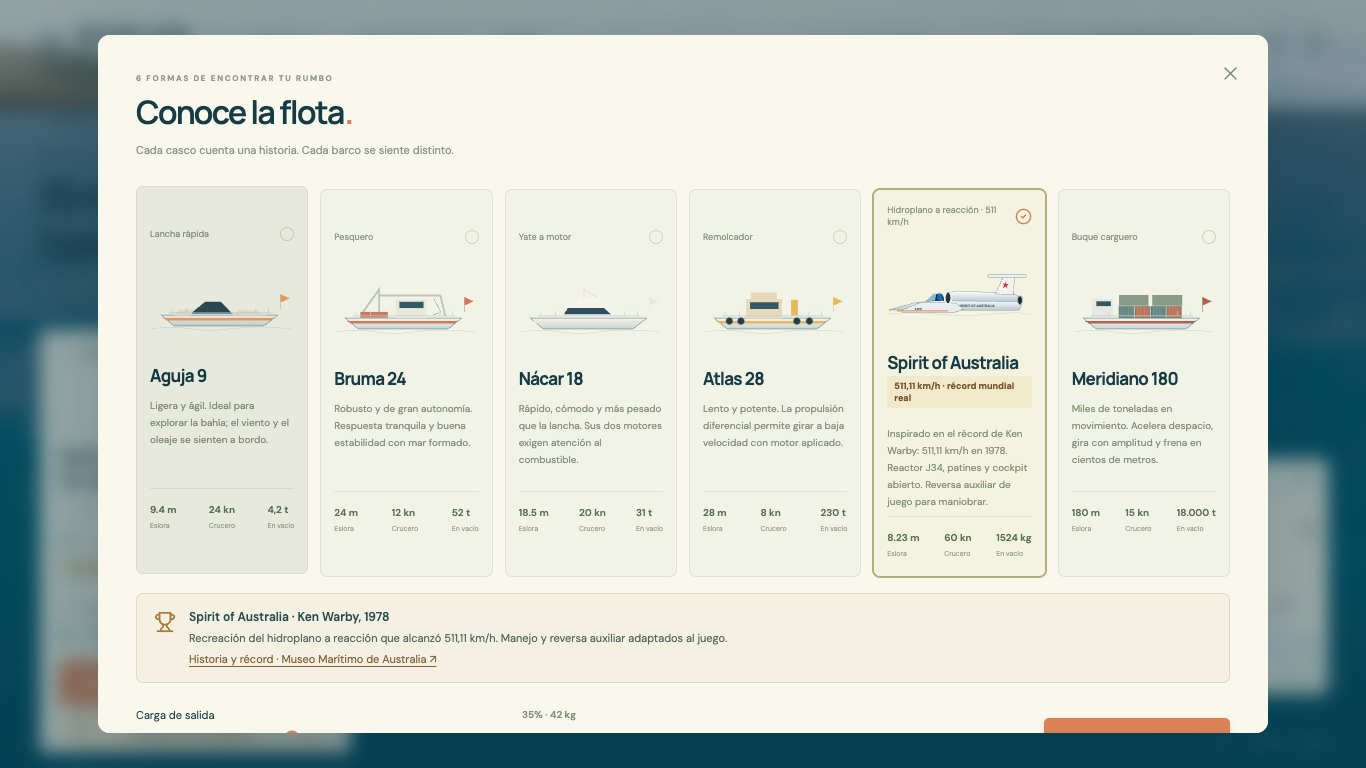 6 FORMAS DE ENCONTRAR TU RUMBO
Conoce la flota.
Cada casco cuenta una historia. Cada barco se siente distinto.
Lancha rápida
Aguja 9
Ligera y ágil. Ideal para
explorar la bahía; el viento y el
oleaje se sienten a bordo.
9.4 m 24 kn 4,2 t
Eslora Crucero En vacío
Pesquero
Bruma 24
Robusto y de gran autonomía.
Respuesta tranquila y buena
estabilidad con mar formado.
24 m 12 kn 52 t
Eslora Crucero En vacío
Yate a motor
Nácar 18
Rápido, cómodo y más pesado
que la lancha. Sus dos motores
exigen atención al
combustible.
18.5 m 20 kn 31 t
Eslora Crucero En vacío
Remolcador
Atlas 28
Lento y potente. La propulsión
diferencial permite girar a baja
velocidad con motor aplicado.
28 m 8 kn 230 t
Eslora Crucero En vacío
Hidroplano a reacción · 511
km/h
SPIRIT OF AUSTRALIA
Spirit of Australia
511,11 km/h · récord mundial
real
Inspirado en el récord de Ken
Warby: 511,11 km/h en 1978.
Reactor J34, patines y cockpit
abierto. Reversa auxiliar de
juego para maniobrar.
8.23 m 60 kn 1524 kg
Eslora Crucero En vacío
Buque carguero
Meridiano 180
Miles de toneladas en
movimiento. Acelera despacio,
gira con amplitud y frena en
cientos de metros.
180 m 15 kn 18.000 t
Eslora Crucero En vacío
Spirit of Australia · Ken Warby, 1978
Recreación del hidroplano a reacción que alcanzó 511,11 km/h. Manejo y reversa auxiliar adaptados al juego.
Historia y récord · Museo Marítimo de Australia ↗
Carga de salida 35% · 42 kg